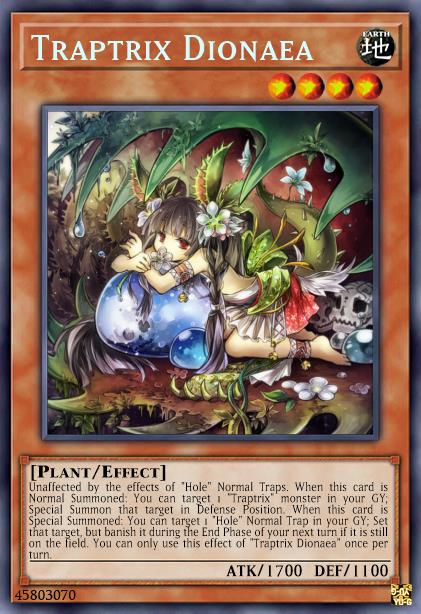 TRAPTRIX DIONAEA
EARTH
地
[PLANT/EFFECT]
Unaffected by the effects of "Hole" Normal Traps. When this card is
Normal Summoned: You can target 1 "Traptrix" monster in your GY;
Special Summon that target in Defense Position. When this card is
Special Summoned: You can target 1 "Hole" Normal Trap in your GY; Set
that target, but banish it during the End Phase of your next turn if it is still
on the field. You can only use this effect of "Traptrix Dionaea" once per
turn.
ATK/1700 DEF/1100
45803070